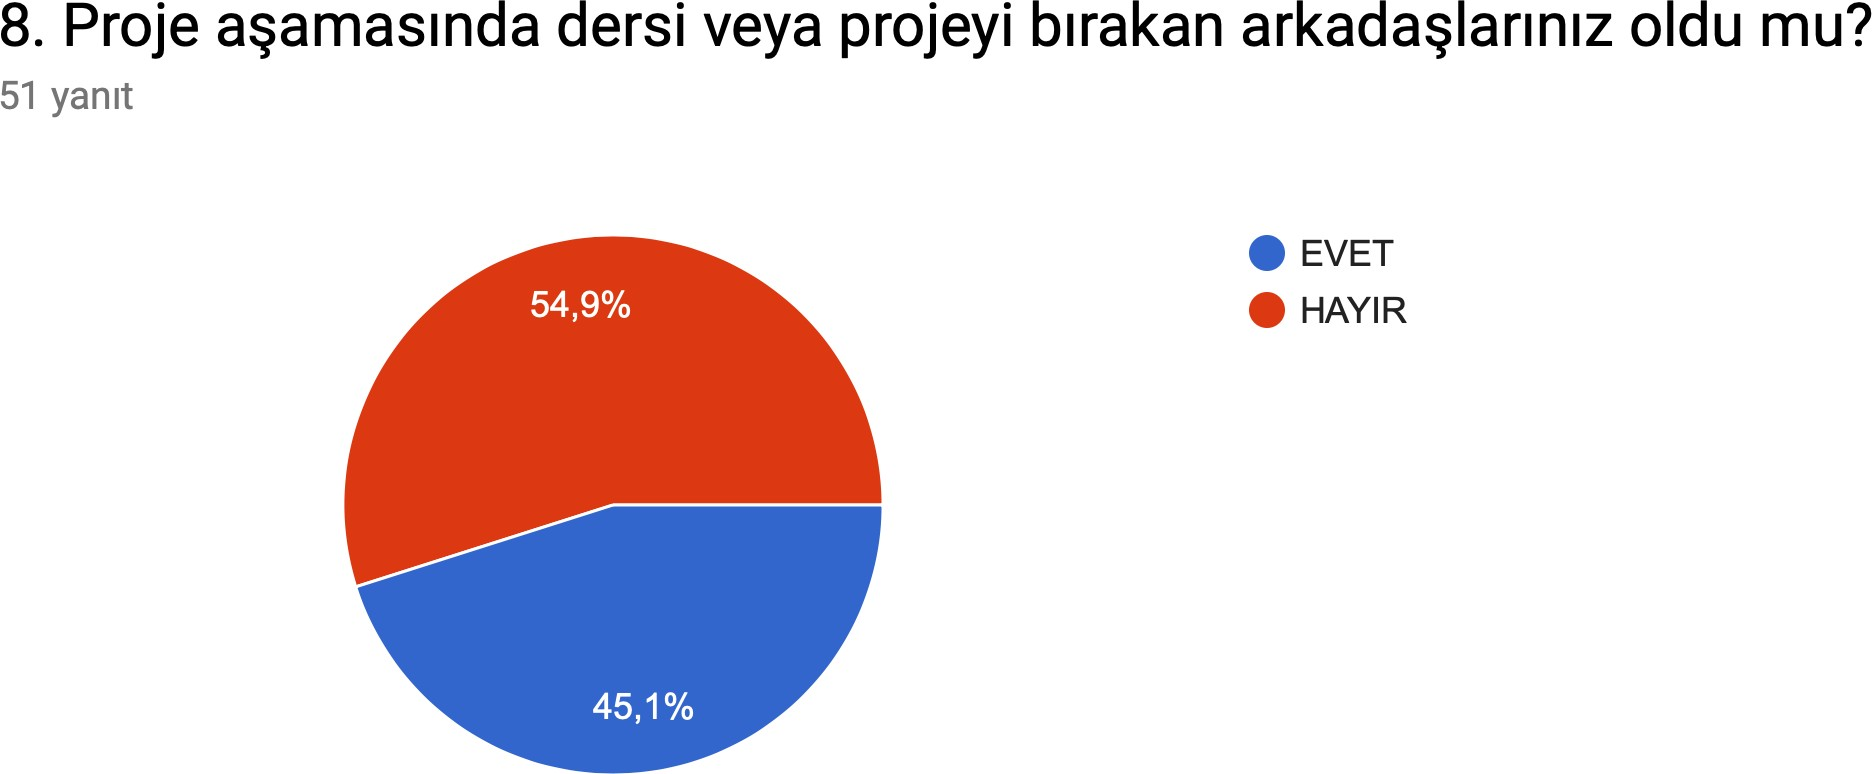 8. Proje aşamasında dersi veya projeyi bırakan arkadaşlarınız oldu mu?
51 yanıt
EVET
HAYIR
54,9%
45,1%